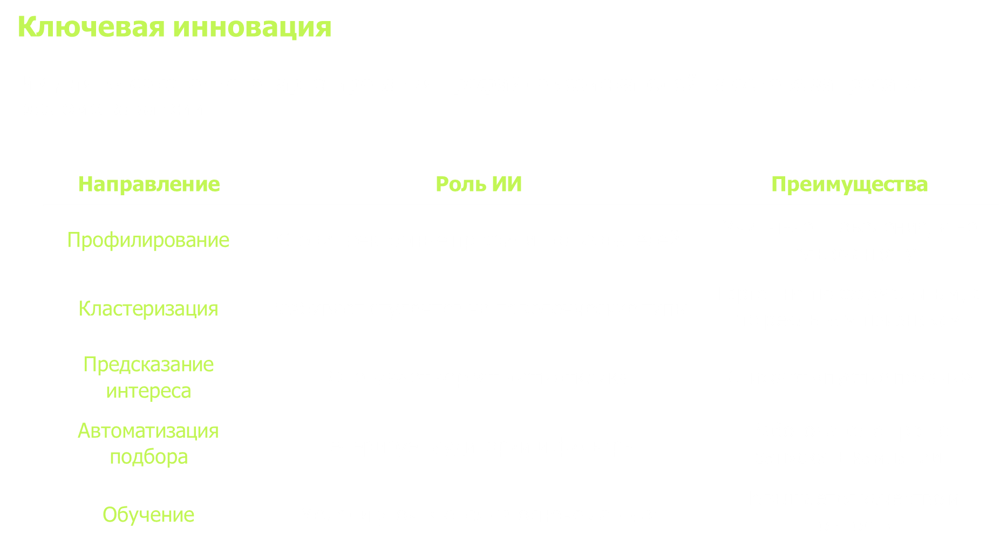 Ключевая инновация
Направление Роль ИИ Преимущества
Профилирование
Кластеризация
Предсказание
интереса
Автоматизация
подбора
Обучение